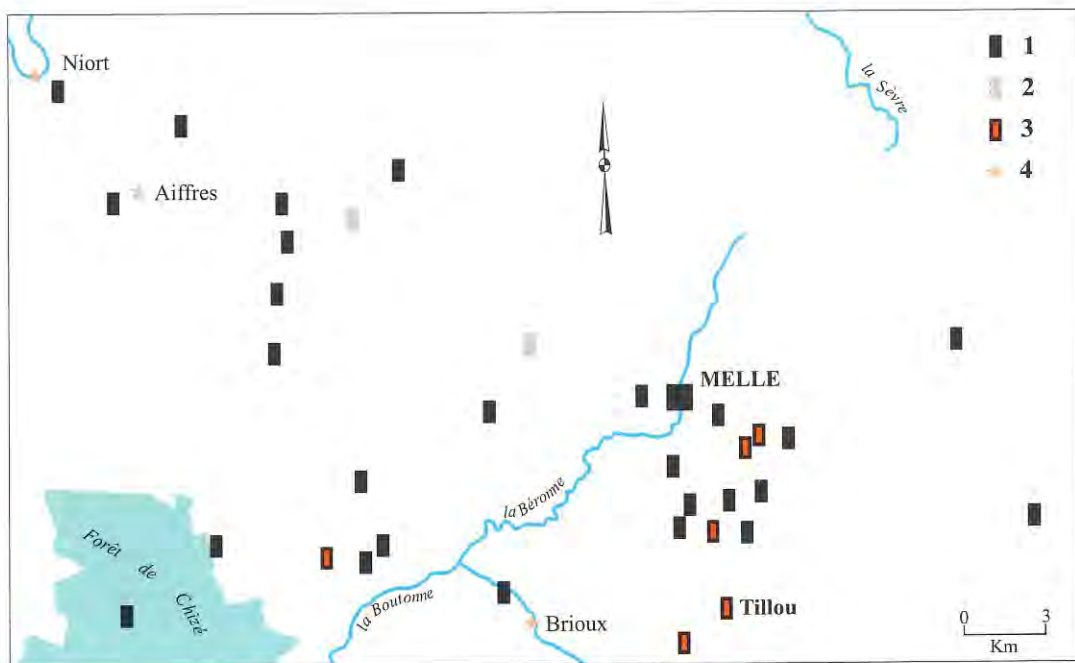 Niort
la Sèvre
1
2
3
4
Aiffres
MELLE
la Béronne
Forêt de Chizé
la Boutonne
Brioux
Tillou
0 3
Km